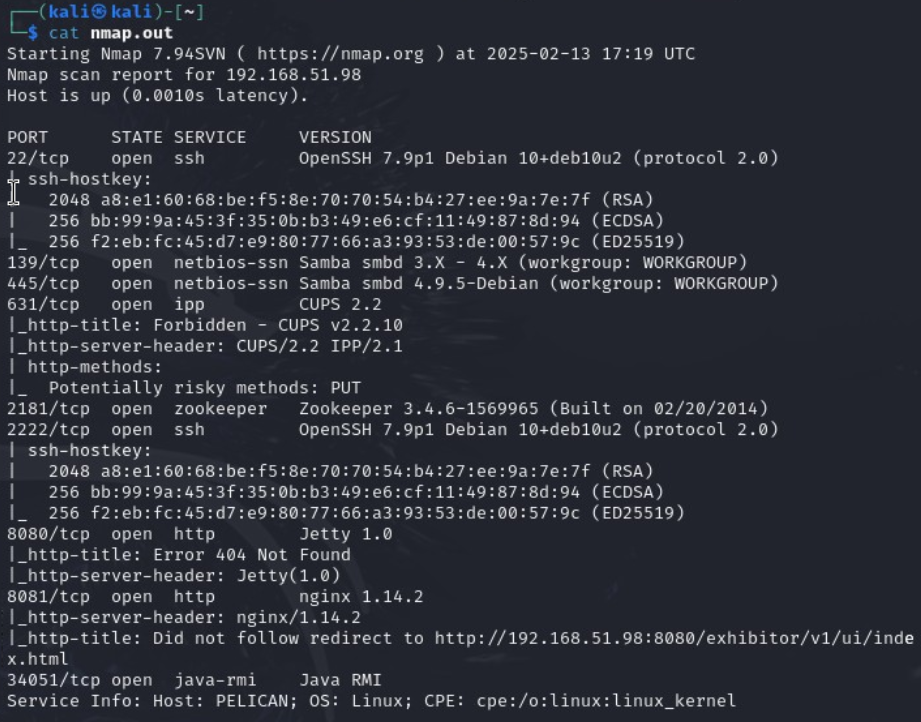 ┌──(kali㉿kali)-[~]
└─$ cat nmap.out
Starting Nmap 7.94SVN ( https://nmap.org ) at 2025-02-13 17:19 UTC
Nmap scan report for 192.168.51.98
Host is up (0.0010s latency).

PORT      STATE SERVICE     VERSION
22/tcp    open  ssh         OpenSSH 7.9p1 Debian 10+deb10u2 (protocol 2.0)
| ssh-hostkey:
|   2048 a8:e1:60:68:be:f5:8e:70:70:54:b4:27:ee:9a:7e:7f (RSA)
|   256 bb:99:9a:45:3f:35:0b:b3:49:e6:cf:11:49:87:8d:94 (ECDSA)
|_  256 f2:eb:fc:45:d7:e9:80:77:66:a3:93:53:de:00:57:9c (ED25519)
139/tcp   open  netbios-ssn Samba smbd 3.X - 4.X (workgroup: WORKGROUP)
445/tcp   open  netbios-ssn Samba smbd 4.9.5-Debian (workgroup: WORKGROUP)
631/tcp   open  ipp         CUPS 2.2
|_http-title: Forbidden - CUPS v2.2.10
|_http-server-header: CUPS/2.2 IPP/2.1
| http-methods:
|_  Potentially risky methods: PUT
2181/tcp  open  zookeeper   Zookeeper 3.4.6-1569965 (Built on 02/20/2014)
2222/tcp  open  ssh         OpenSSH 7.9p1 Debian 10+deb10u2 (protocol 2.0)
| ssh-hostkey:
|   2048 a8:e1:60:68:be:f5:8e:70:70:54:b4:27:ee:9a:7e:7f (RSA)
|   256 bb:99:9a:45:3f:35:0b:b3:49:e6:cf:11:49:87:8d:94 (ECDSA)
|_  256 f2:eb:fc:45:d7:e9:80:77:66:a3:93:53:de:00:57:9c (ED25519)
8080/tcp  open  http        Jetty 1.0
|_http-title: Error 404 Not Found
|_http-server-header: Jetty(1.0)
8081/tcp  open  http        nginx 1.14.2
|_http-server-header: nginx/1.14.2
|_http-title: Did not follow redirect to http://192.168.51.98:8080/exhibitor/v1/ui/inde
x.html
34051/tcp open  java-rmi    Java RMI
Service Info: Host: PELICAN; OS: Linux; CPE: cpe:/o:linux:linux_kernel